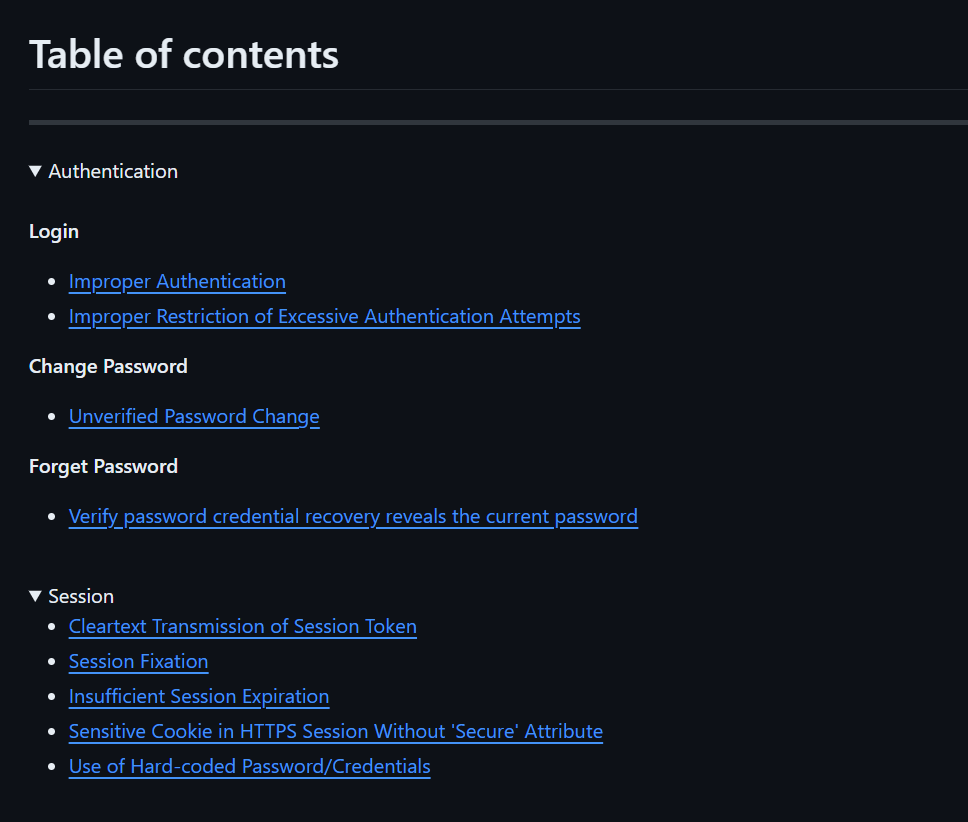 Table of contents
Authentication
Login
Improper Authentication
Improper Restriction of Excessive Authentication Attempts
Change Password
Unverified Password Change
Forget Password
Verify password credential recovery reveals the current password
Session
Cleartext Transmission of Session Token
Session Fixation
Insufficient Session Expiration
Sensitive Cookie in HTTPS Session Without 'Secure' Attribute
Use of Hard-coded Password/Credentials